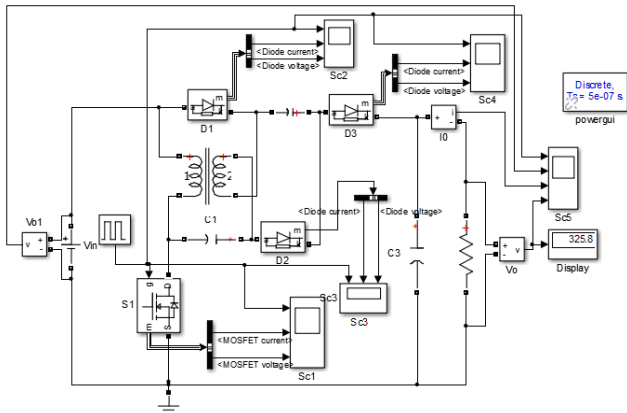 <Diode current>
<Diode voltage>
Sc2
<Diode current>
<Diode voltage>
Sc4
Discrete,
Ts = 5e-07 s.
powergui
m
D1
m
D3
i
+
-
I0
1
2
C1
<Diode current>
<Diode voltage>
Sc5
Vo1
v
+
-
+
Vin
m
D2
C3
+
-
v
Vo
325.8
Display
g
D
S1
m
S
Sc3
Sc3
<MOSFET current>
<MOSFET voltage>
Sc1